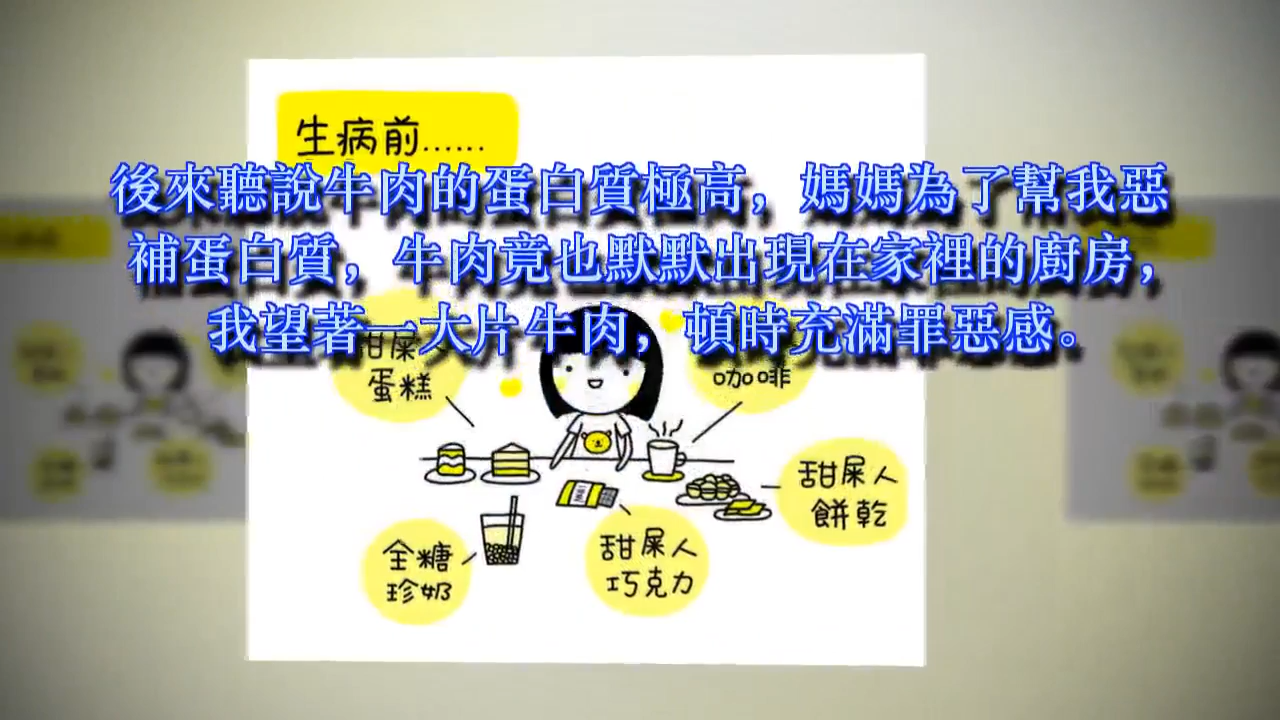 生病前......
後來聽說牛肉的蛋白質極高，媽媽為了幫我惡
補蛋白質，牛肉竟也默默出現在家裡的廚房，
我望著一大片牛肉，頓時充滿罪惡感。
蛋糕
咖啡
甜屎人
餅乾
全糖
珍奶
甜屎人
巧克力